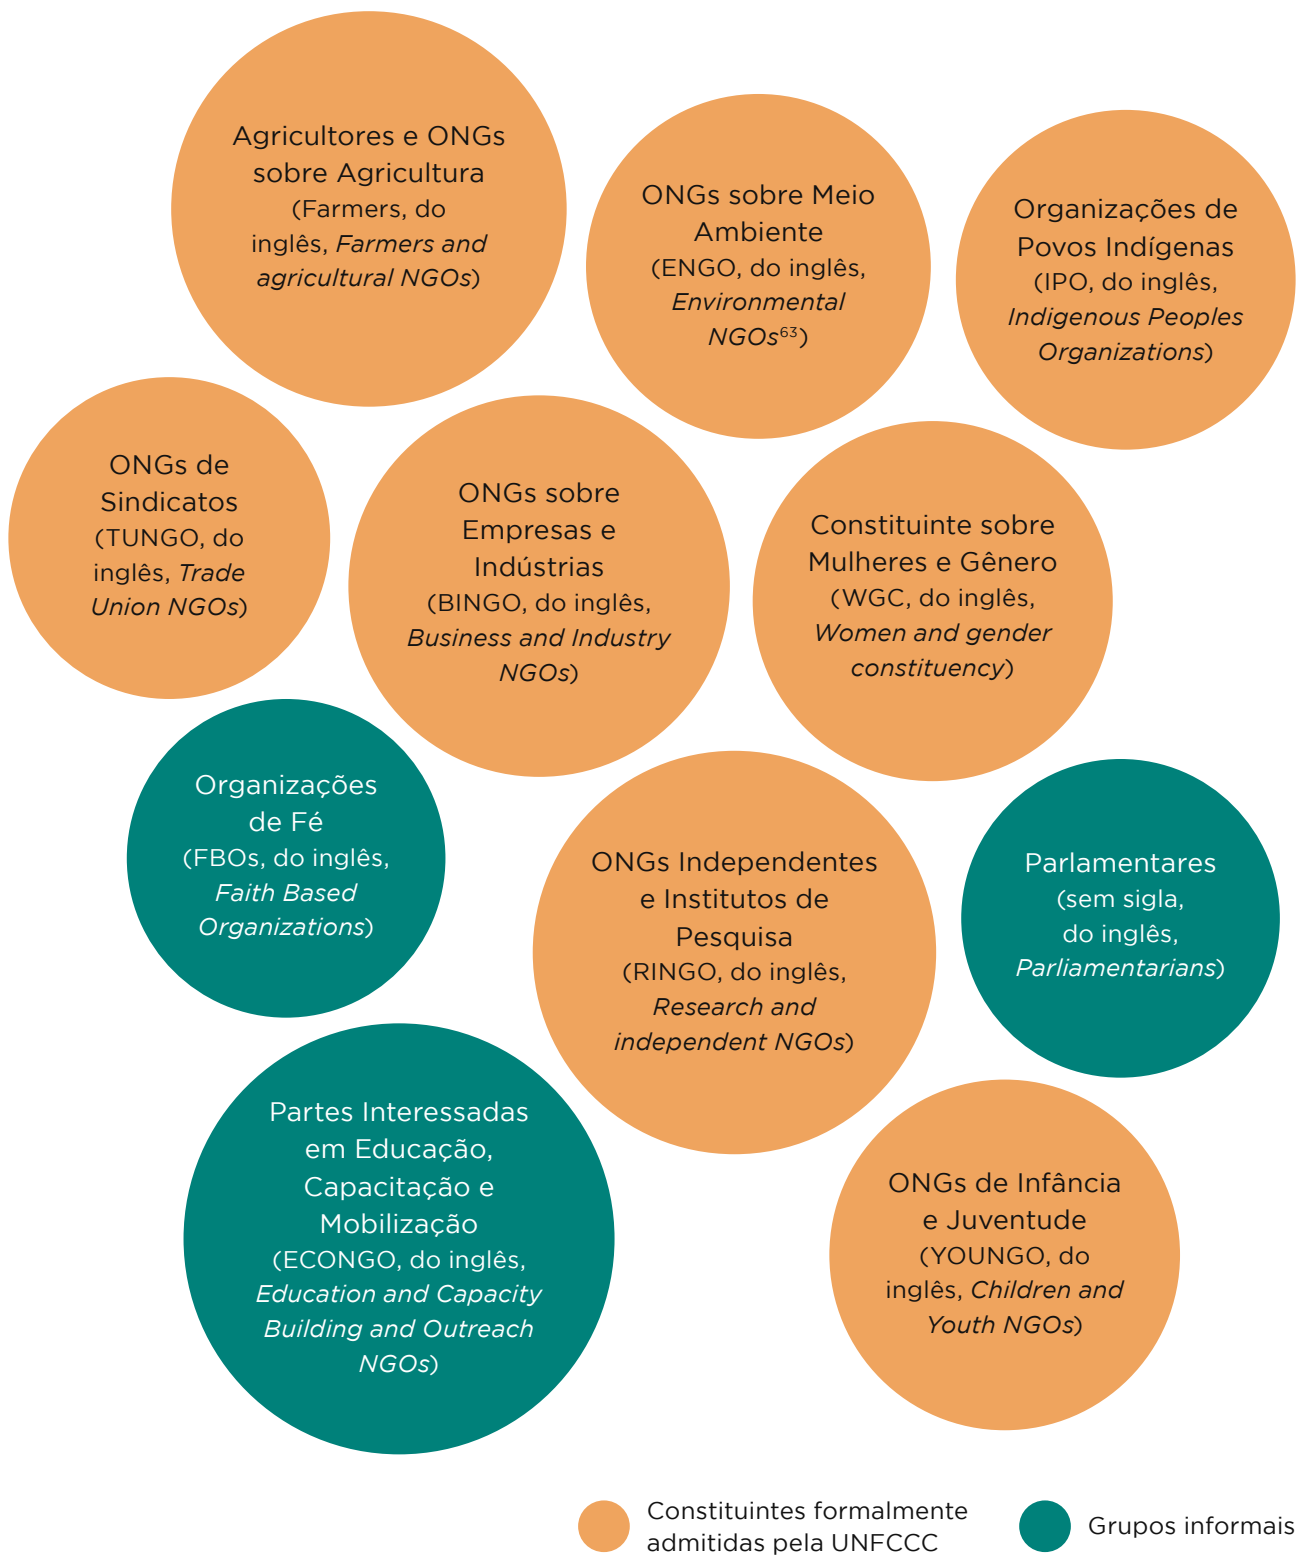 Agricultores e ONGs
sobre Agricultura
(Farmers, do
inglês, Farmers and
agricultural NGOs)
ONGs sobre Meio
Ambiente
(ENGO, do inglês,
Environmental
NGOs⁶³)
Organizações de
Povos Indígenas
(IPO, do inglês,
Indigenous Peoples
Organizations)
ONGs de
Sindicatos
(TUNGO, do
inglês, Trade
Union NGOs)
ONGs sobre
Empresas e
Indústrias
(BINGO, do inglês,
Business and Industry
NGOs)
Constituinte sobre
Mulheres e Gênero
(WGC, do inglês,
Women and gender
constituency)
Organizações
de Fé
(FBOs, do inglês,
Faith Based
Organizations)
ONGs Independentes
e Institutos de
Pesquisa
(RINGO, do inglês,
Research and
independent NGOs)
Parlamentares
(sem sigla,
do inglês,
Parliamentarians)
Partes Interessadas
em Educação,
Capacitação e
Mobilização
(ECONGO, do inglês,
Education and Capacity
Building and Outreach
NGOs)
ONGs de Infância
e Juventude
(YOUNGO, do
inglês, Children and
Youth NGOs)
Constituintes formalmente
admitidas pela UNFCCC
Grupos informais